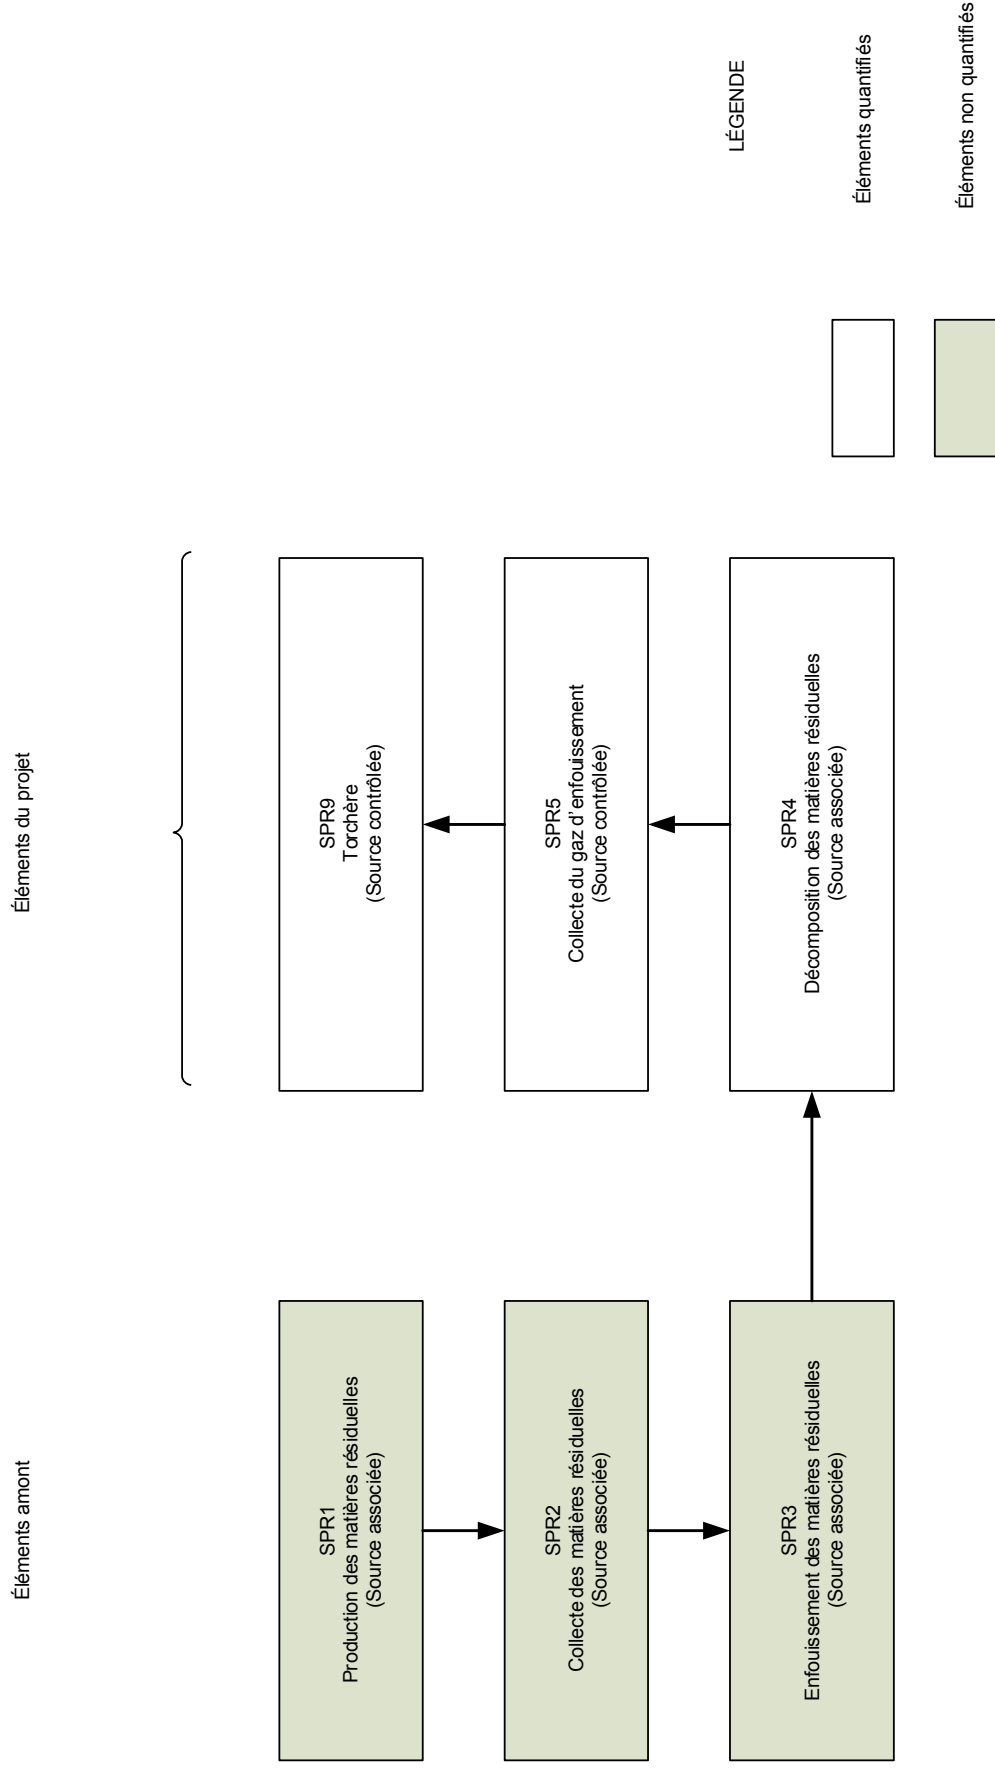 Éléments amont
Éléments du projet
SPR1
Production des matières résiduelles
(Source associée)
SPR2
Collecte des matières résiduelles
(Source associée)
SPR3
Enfouissement des matières résiduelles
(Source associée)
SPR9
Torchère
(Source contrôlée)
SPR5
Collecte du gaz d'enfouissement
(Source contrôlée)
SPR4
Décomposition des matières résiduelles
(Source associée)
LÉGENDE
Éléments quantifiés
Éléments non quantifiés